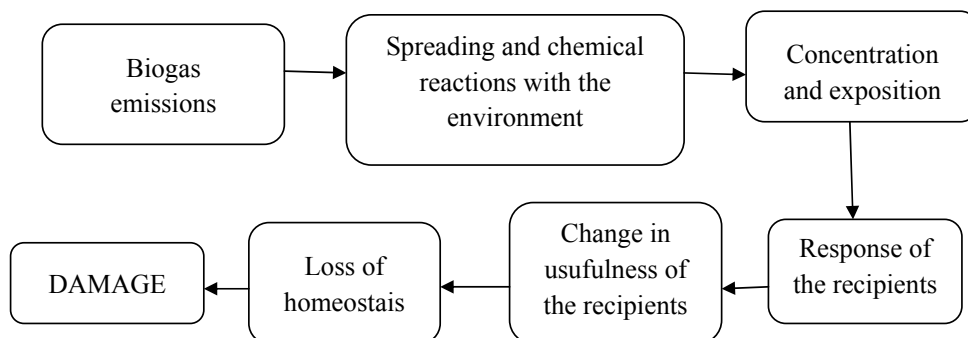 Biogas
emissions
Spreading and chemical
reactions with the
environment
Concentration
and exposition
Response of
the recipients
Change in
usufulness of
the recipients
Loss of
homeostais
DAMAGE